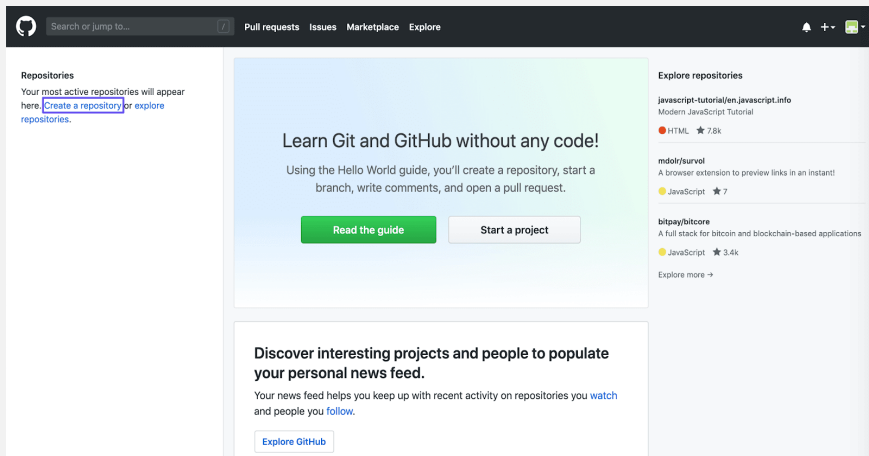 Search or jump to... /
Pull requests Issues Marketplace Explore
Repositories
Your most active repositories will appear
here. Create a repository or explore
repositories.
Learn Git and GitHub without any code!
Using the Hello World guide, you’ll create a repository, start a
branch, write comments, and open a pull request.
Read the guide
Start a project
Discover interesting projects and people to populate
your personal news feed.
Your news feed helps you keep up with recent activity on repositories you watch
and people you follow.
Explore GitHub
Explore repositories
javascript-tutorial/en.javascript.info
Modern JavaScript Tutorial
HTML ★ 7.8k
mdolr/survol
A browser extension to preview links in an instant!
JavaScript ★ 7
bitpay/bitcore
A full stack for bitcoin and blockchain-based applications
JavaScript ★ 3.4k
Explore more →